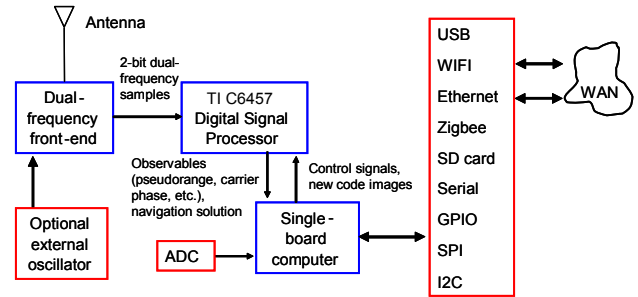 Antenna
2-bit dual-
frequency
samples
Dual-
frequency
front-end
TI C6457
Digital Signal
Processor
Observables
(pseudorange, carrier
phase, etc.),
navigation solution
Control signals,
new code images
Optional
external
oscillator
ADC
Single-
board
computer
USB
WIFI
Ethernet
Zigbee
SD card
Serial
GPIO
SPI
I2C
WAN